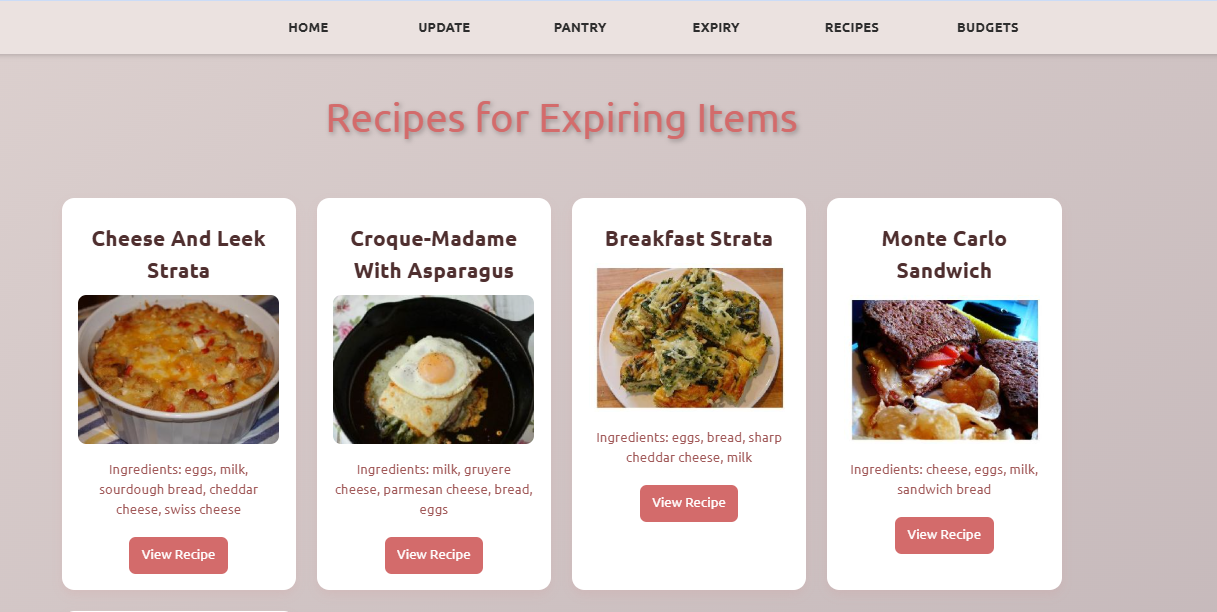 HOME UPDATE PANTRY EXPIRY RECIPES BUDGETS
Recipes for Expiring Items
Cheese And Leek
Strata
Ingredients: eggs, milk,
sourdough bread, cheddar
cheese, swiss cheese
View Recipe
Croque-Madame
With Asparagus
Ingredients: milk, gruyere
cheese, parmesan cheese, bread,
eggs
View Recipe
Breakfast Strata
Ingredients: eggs, bread, sharp
cheddar cheese, milk
View Recipe
Monte Carlo
Sandwich
Ingredients: cheese, eggs, milk,
sandwich bread
View Recipe